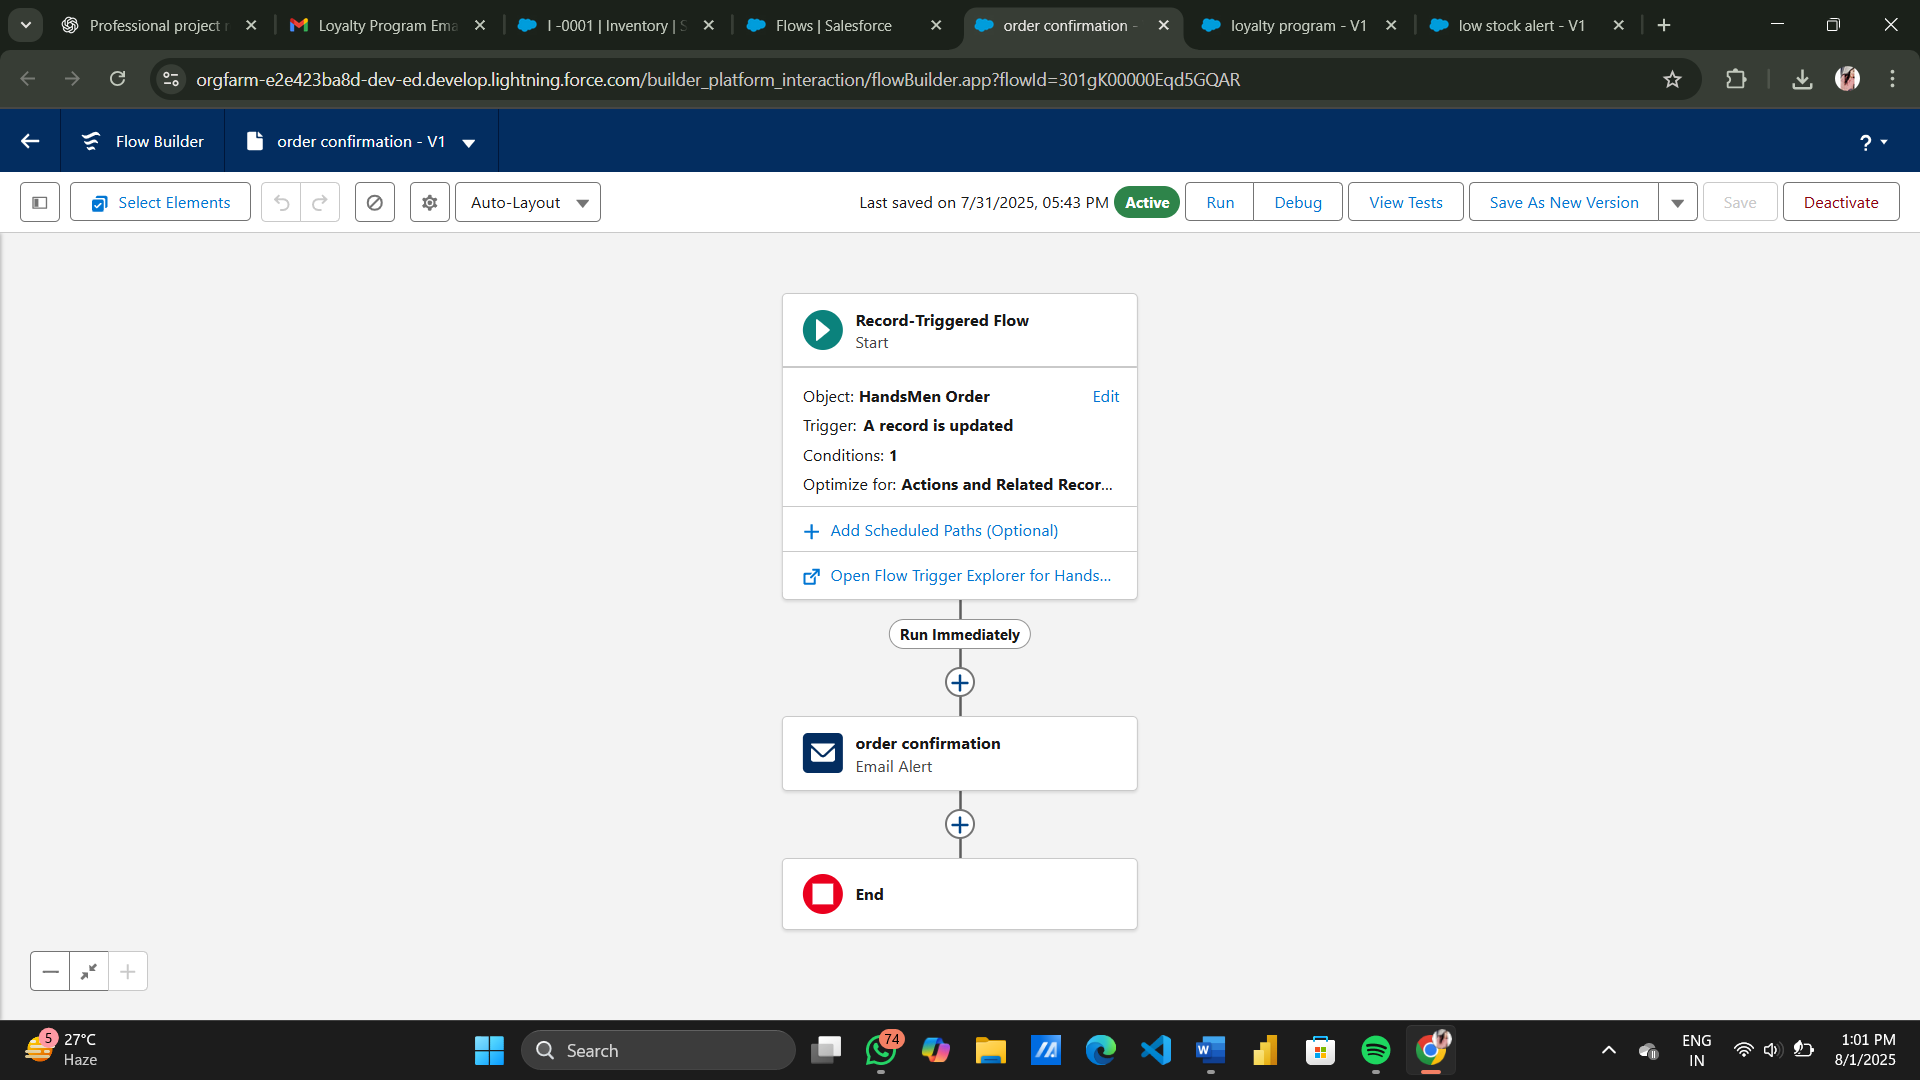 Professional project r
Loyalty Program Ema
I -0001 | Inventory | S
Flows | Salesforce
order confirmation -
loyalty program - V1
low stock alert - V1
orgfarm-e2e423ba8d-dev-ed.develop.lightning.force.com/builder_platform_interaction/flowBuilder.app?flowId=301gK00000Eqd5GQAR
Flow Builder
order confirmation - V1
?
Select Elements
Auto-Layout
Last saved on 7/31/2025, 05:43 PM
Active
Run
Debug
View Tests
Save As New Version
Save
Deactivate
Record-Triggered Flow
Start
Object: HandsMen Order
Edit
Trigger: A record is updated
Conditions: 1
Optimize for: Actions and Related Recor...
Add Scheduled Paths (Optional)
Open Flow Trigger Explorer for Hands...
Run Immediately
order confirmation
Email Alert
End
5
27°C
Haze
Search
74
ENG
IN
1:01 PM
8/1/2025